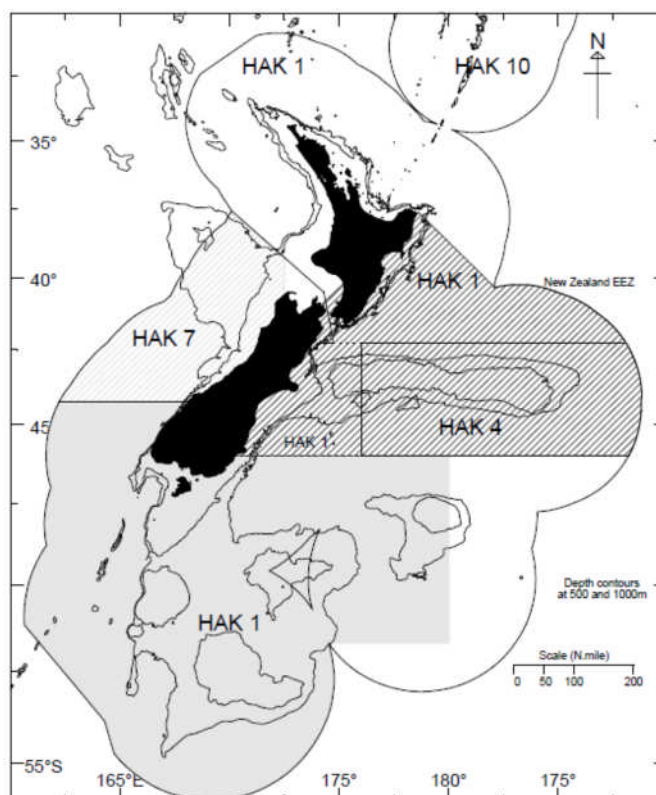 HAK 1
HAK 10
N
35°
HAK 1
40°
New Zealand EEZ
HAK 7
HAK 4
45°
HAK 1
Depth contours
at 500 and 1000m
HAK 1
Scale (N.mile)
0 50 100 200
55°S
165°E
175°
180°
175°